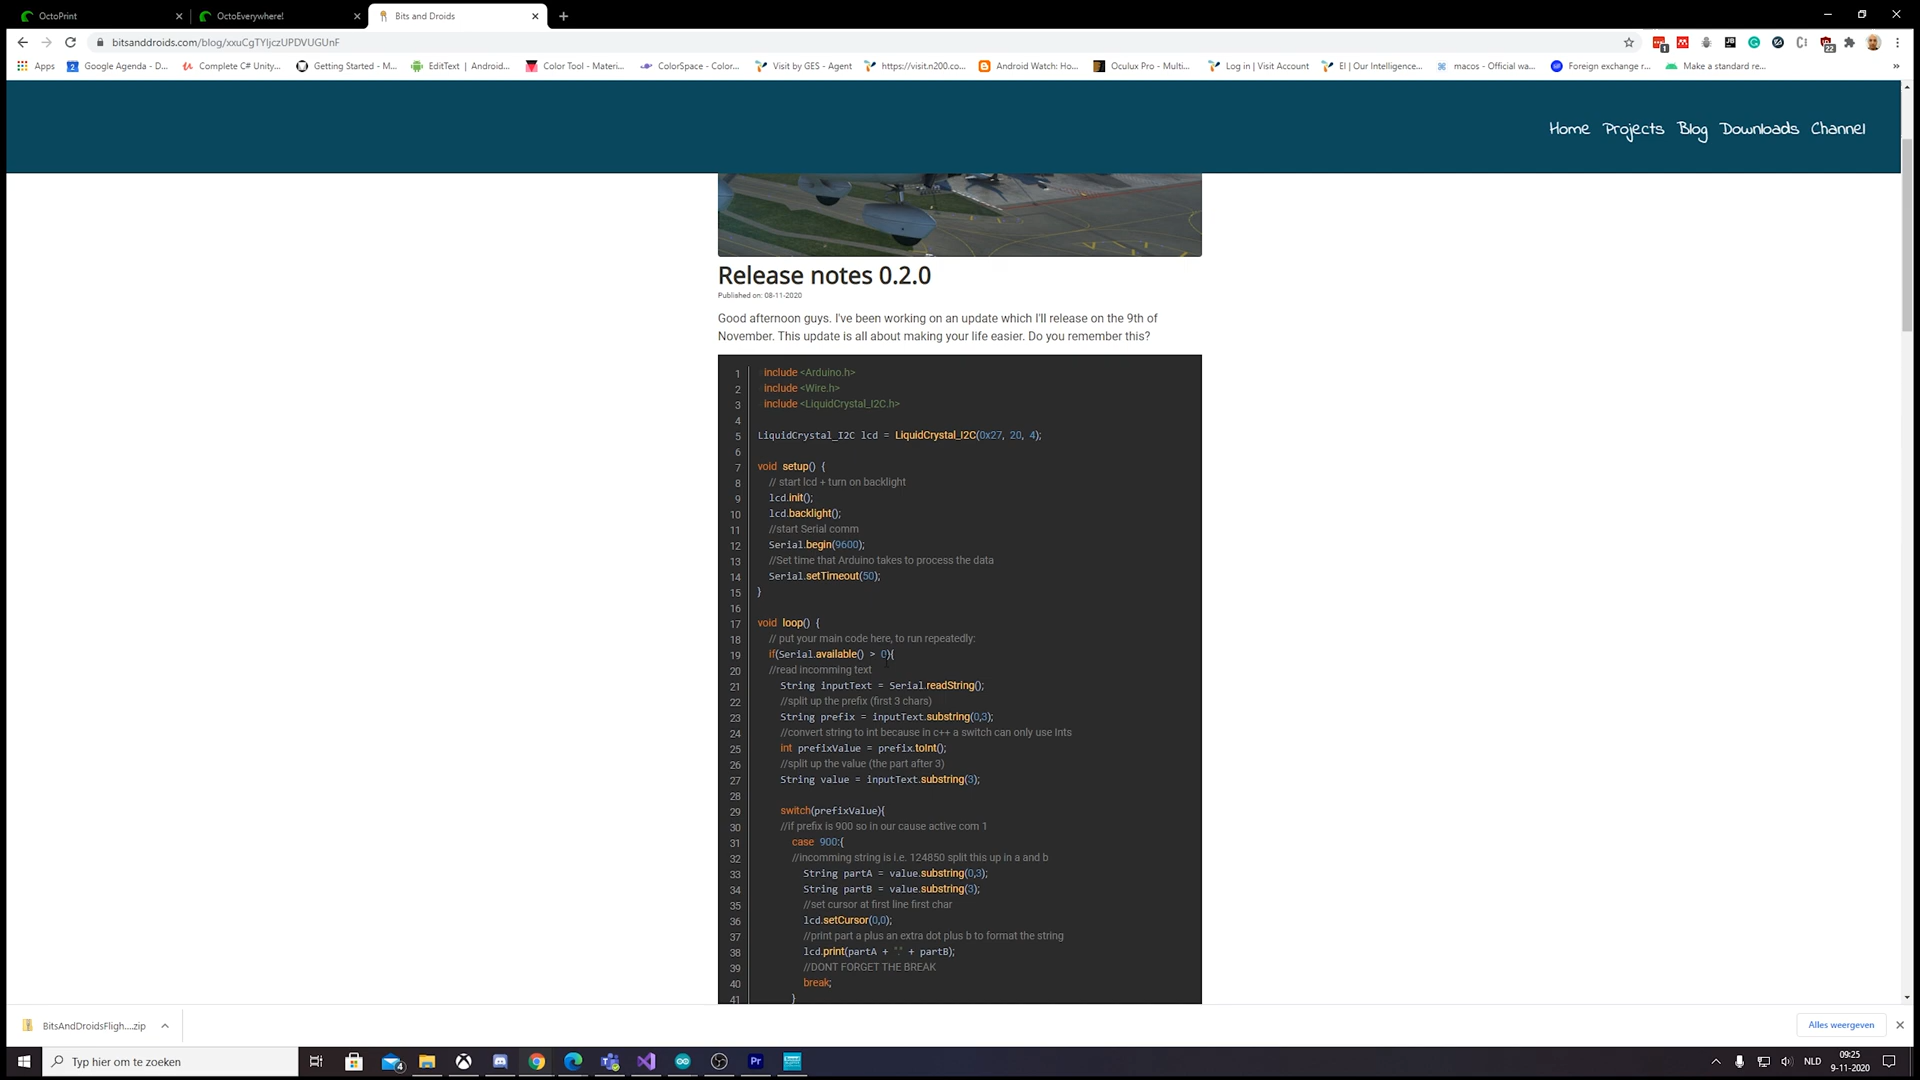 OctoPrint
OctoEverywhere!
Bits and Droids
bitsanddroids.com/blog/xxuCgTYljczUPDVUGUnF
Apps
Google Agenda - D...
Complete C# Unity...
Getting Started - M...
EditText | Android...
Color Tool - Materi...
ColorSpace - Color...
Visit by GES - Agent
https://visit.n200.co...
Android Watch: Ho...
Oculux Pro - Multi...
Log in | Visit Account
EI | Our Intelligence...
macos - Official wa...
Foreign exchange r...
Make a standard re...
»
Home Projects Blog Downloads Channel
Release notes 0.2.0
Published on: 08-11-2020
Good afternoon guys. I've been working on an update which I'll release on the 9th of
November. This update is all about making your life easier. Do you remember this?
1 include <Arduino.h>
2 include <Wire.h>
3 include <LiquidCrystal_I2C.h>
4
5 LiquidCrystal_I2C lcd = LiquidCrystal_I2C(0x27, 20, 4);
6
7 void setup() {
8 // start lcd + turn on backlight
9 lcd.init();
10 lcd.backlight();
11 //start Serial comm
12 Serial.begin(9600);
13 //Set time that Arduino takes to process the data
14 Serial.setTimeout(50);
15 }
16
17 void loop() {
18 // put your main code here, to run repeatedly:
19 if(Serial.available() > 0){
20 //read incomming text
21 String inputText = Serial.readString();
22 //split up the prefix (first 3 chars)
23 String prefix = inputText.substring(0,3);
24 //convert string to int because in c++ a switch can only use Ints
25 int prefixValue = prefix.toInt();
26 //split up the value (the part after 3)
27 String value = inputText.substring(3);
28
29 switch(prefixValue){
30 //if prefix is 900 so in our cause active com 1
31 case 900:{
32 //incomming string is i.e. 124850 split this up in a and b
33 String partA = value.substring(0,3);
34 String partB = value.substring(3);
35 //set cursor at first line first char
36 lcd.setCursor(0,0);
37 //print part a plus an extra dot plus b to format the string
38 lcd.print(partA + "." + partB);
39 //DONT FORGET THE BREAK
40 break;
41 }
BitsAndDroidsFligh....zip
Alles weergeven
Typ hier om te zoeken
4
Pr
NLD
09:25
9-11-2020